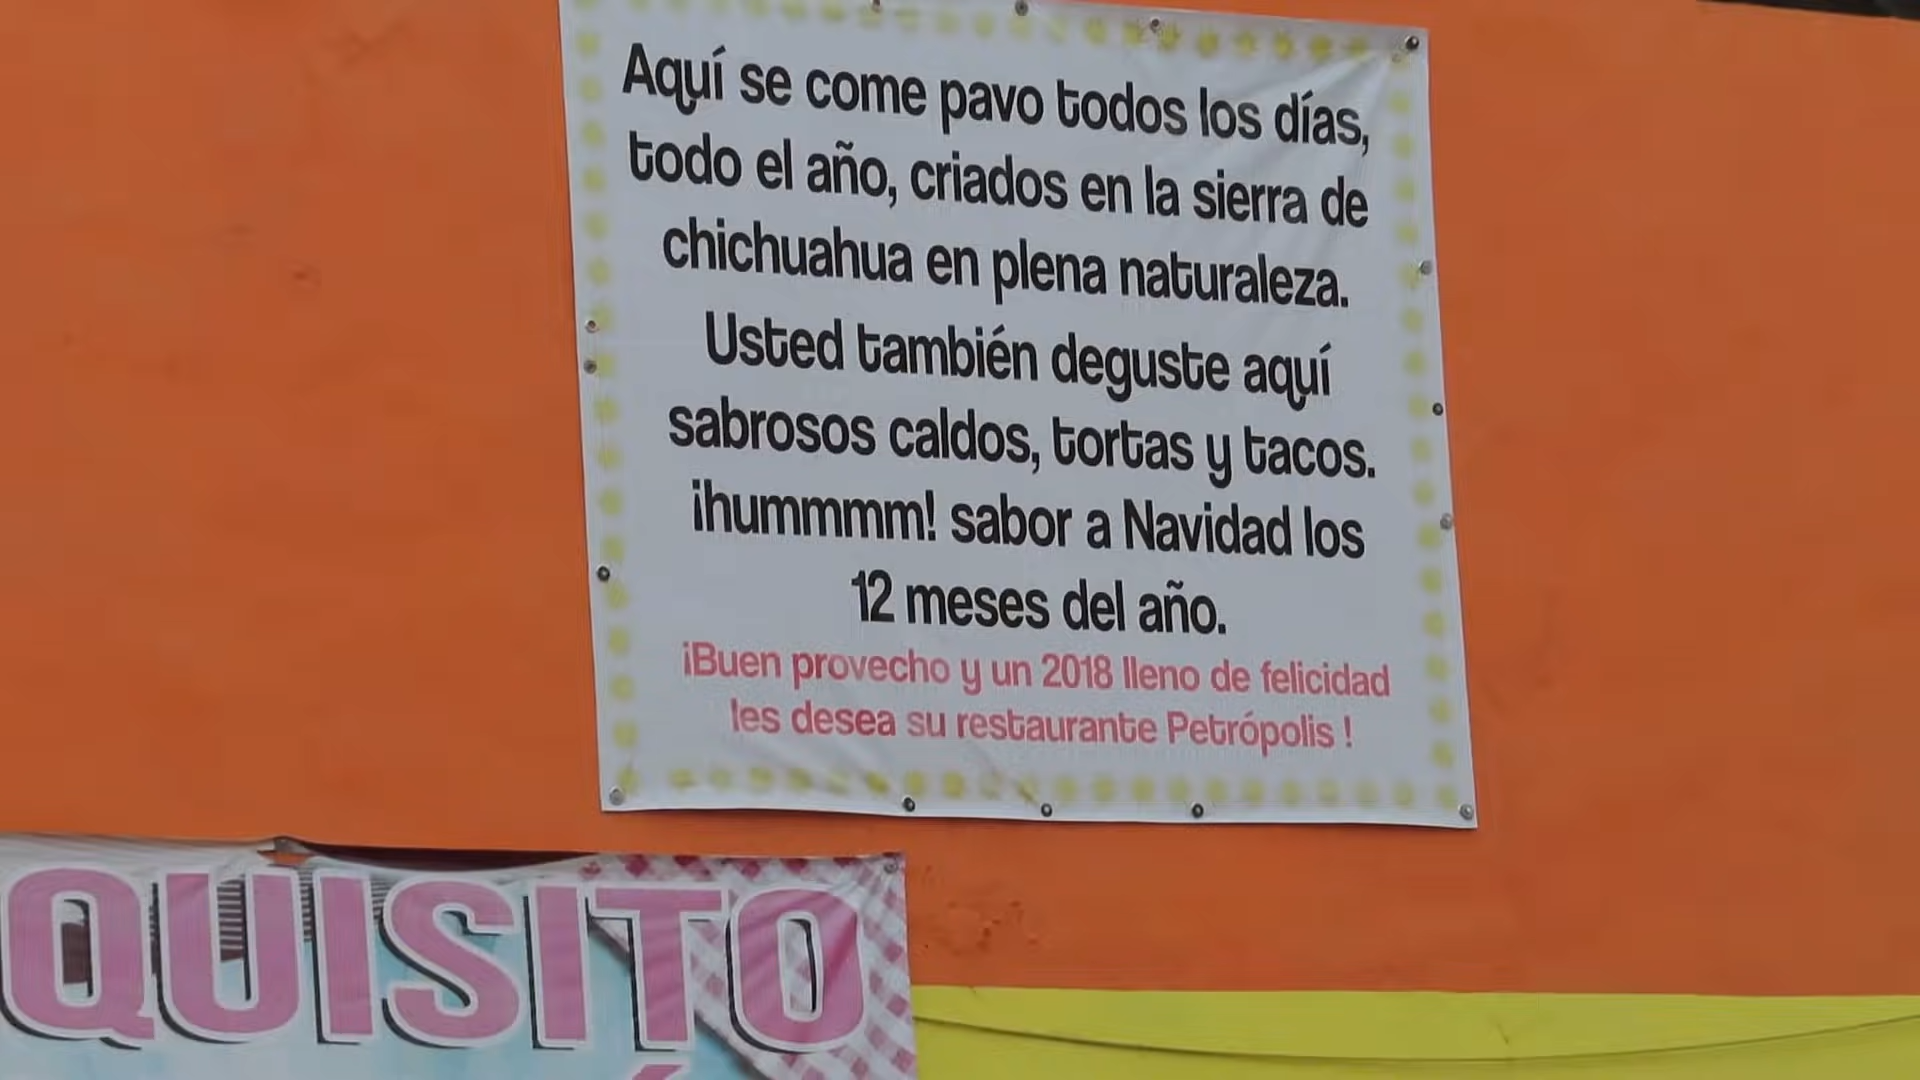 Aquí se come pavo todos los días,
todo el año, criados en la sierra de
chichuahua en plena naturaleza.
Usted también deguste aquí
sabrosos caldos, tortas y tacos.
¡hummmm! sabor a Navidad los
12 meses del año.
¡Buen provecho y un 2018 lleno de felicidad
les desea su restaurante Petrópolis !
QUISITO